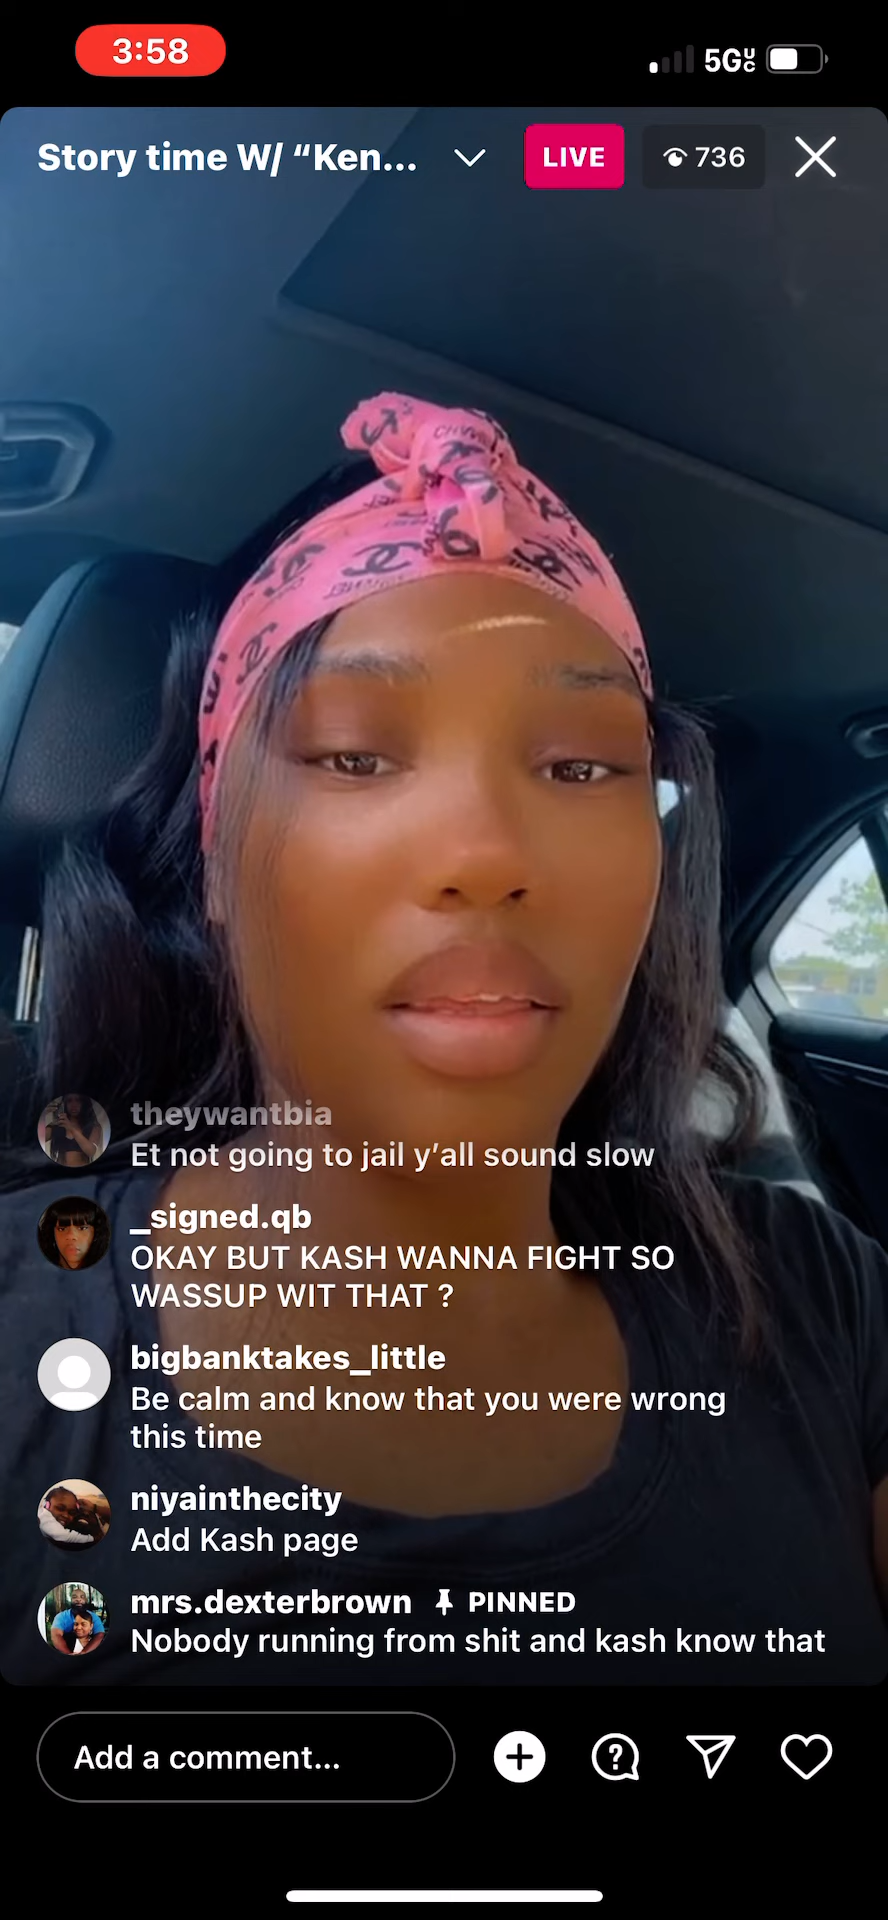 3:58
5GUC
Story time W/ “Ken...
LIVE
736
CHANEL
theywantbia
Et not going to jail y’all sound slow
_signed.qb
OKAY BUT KASH WANNA FIGHT SO
WASSUP WIT THAT ?
bigbanktakes_little
Be calm and know that you were wrong
this time
niyainthecity
Add Kash page
mrs.dexterbrown PINNED
Nobody running from shit and kash know that
Add a comment...